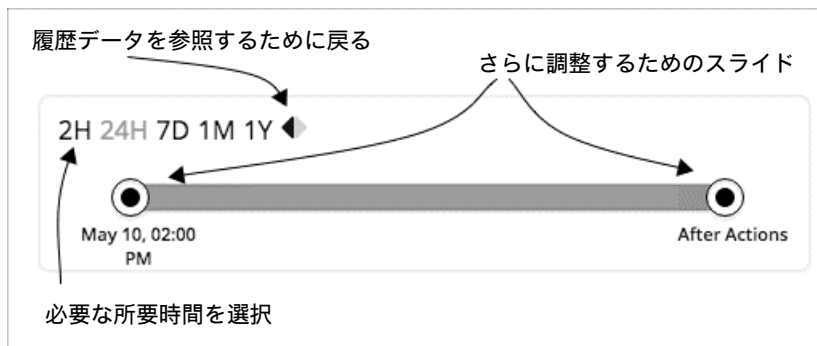 履歴データを参照するために戻る
さらに調整するためのスライド
2H 24H 7D 1M 1Y
May 10, 02:00
PM
After Actions
必要な所要時間を選択